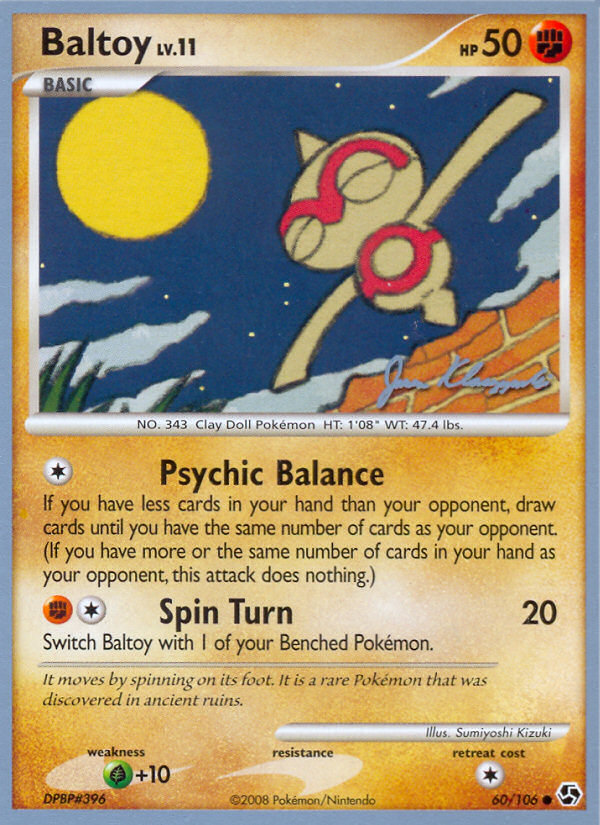 Baltoy LV.11 HP 50
BASIC
NO. 343 Clay Doll Pokémon HT: 1'08" WT: 47.4 lbs.
Psychic Balance
If you have less cards in your hand than your opponent, draw
cards until you have the same number of cards as your opponent.
(If you have more or the same number of cards in your hand as
your opponent, this attack does nothing.)
Spin Turn 20
Switch Baltoy with 1 of your Benched Pokémon.
It moves by spinning on its foot. It is a rare Pokémon that was
discovered in ancient ruins.
Illus. Sumiyoshi Kizuki
weakness resistance retreat cost
+10
DPBP#396 ©2008 Pokémon/Nintendo 60/106